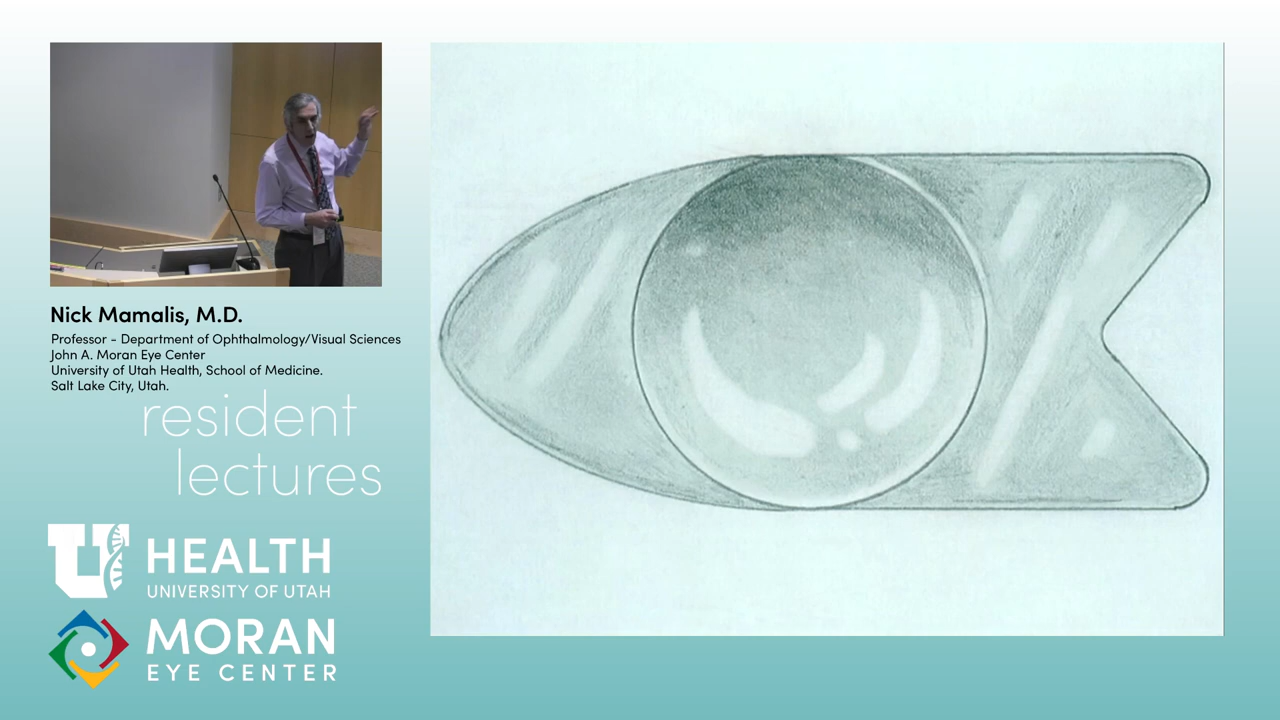 Nick Mamalis, M.D.
Professor - Department of Ophthalmology/Visual Sciences
John A. Moran Eye Center
University of Utah Health, School of Medicine.
Salt Lake City, Utah.
resident
lectures
U HEALTH
UNIVERSITY OF UTAH
MORAN
EYE CENTER